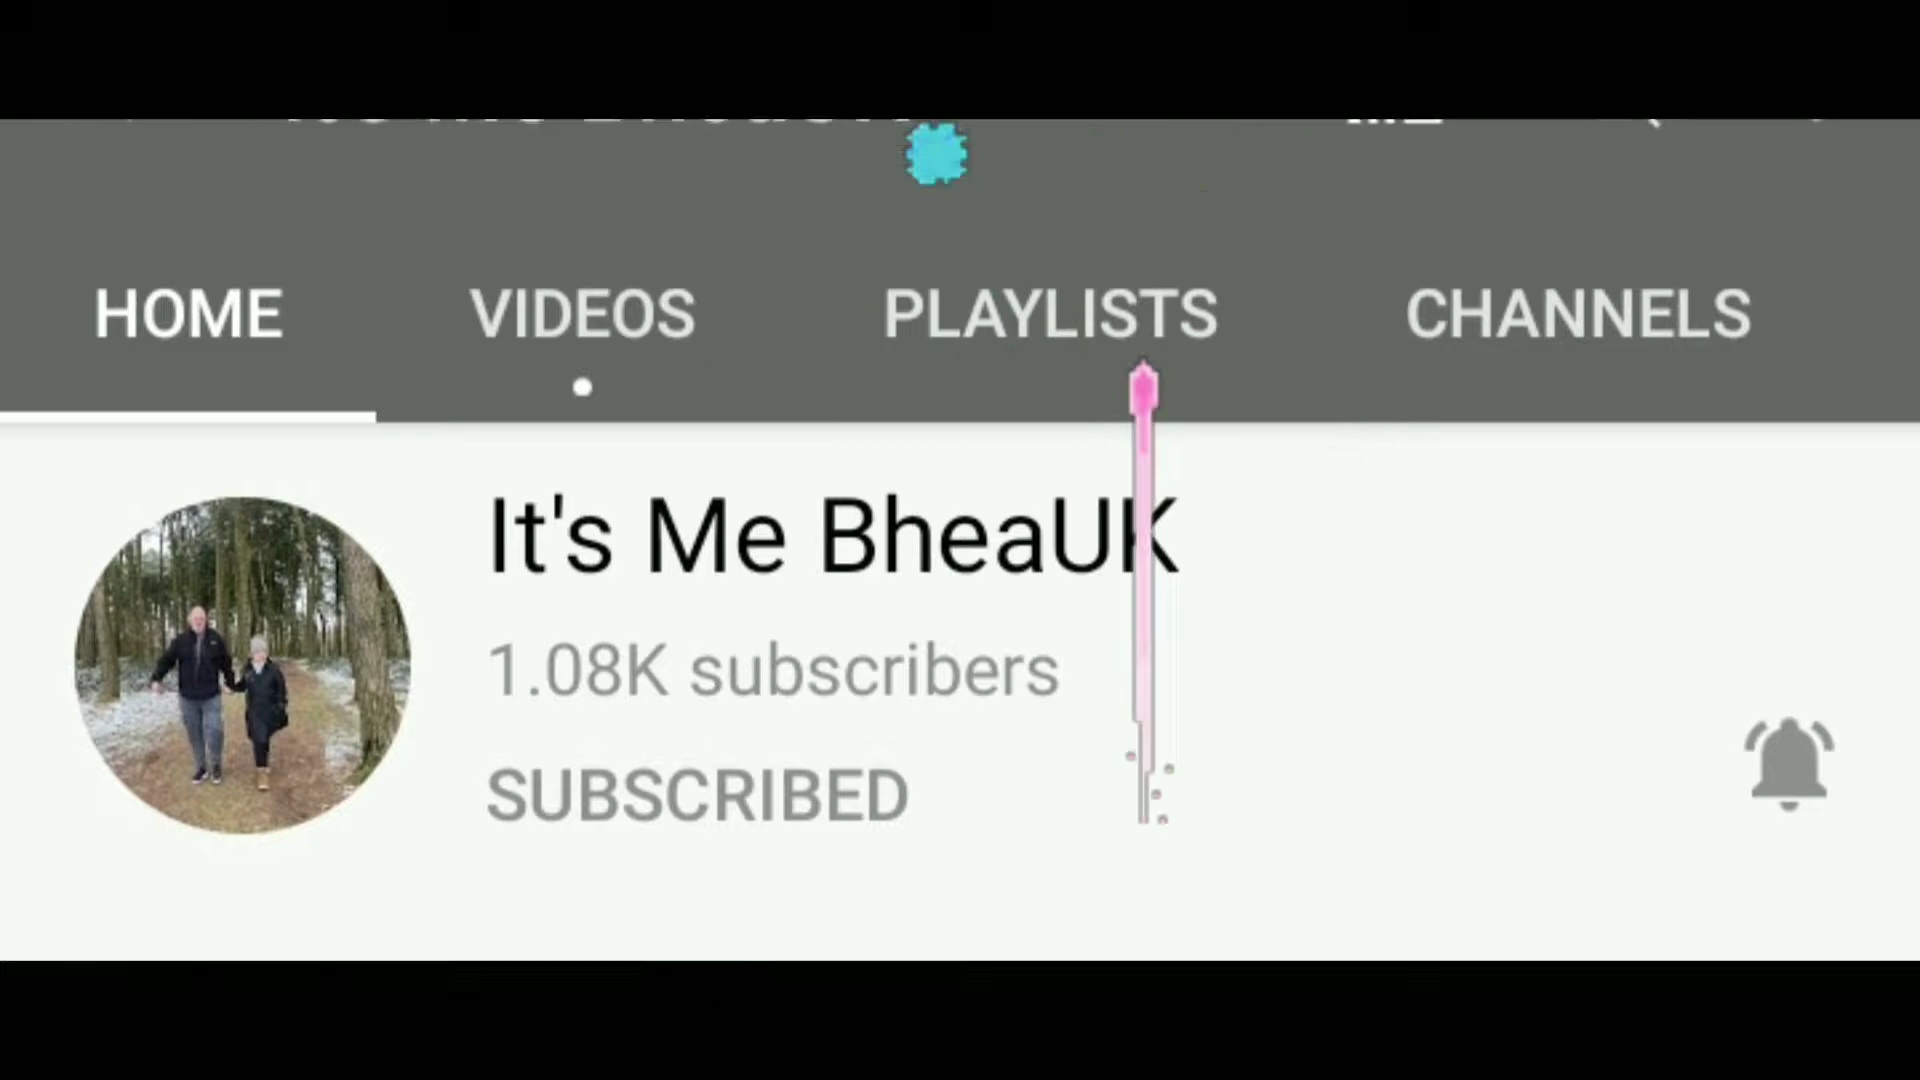 HOME VIDEOS PLAYLISTS CHANNELS
It's Me BheaUK
1.08K subscribers
SUBSCRIBED